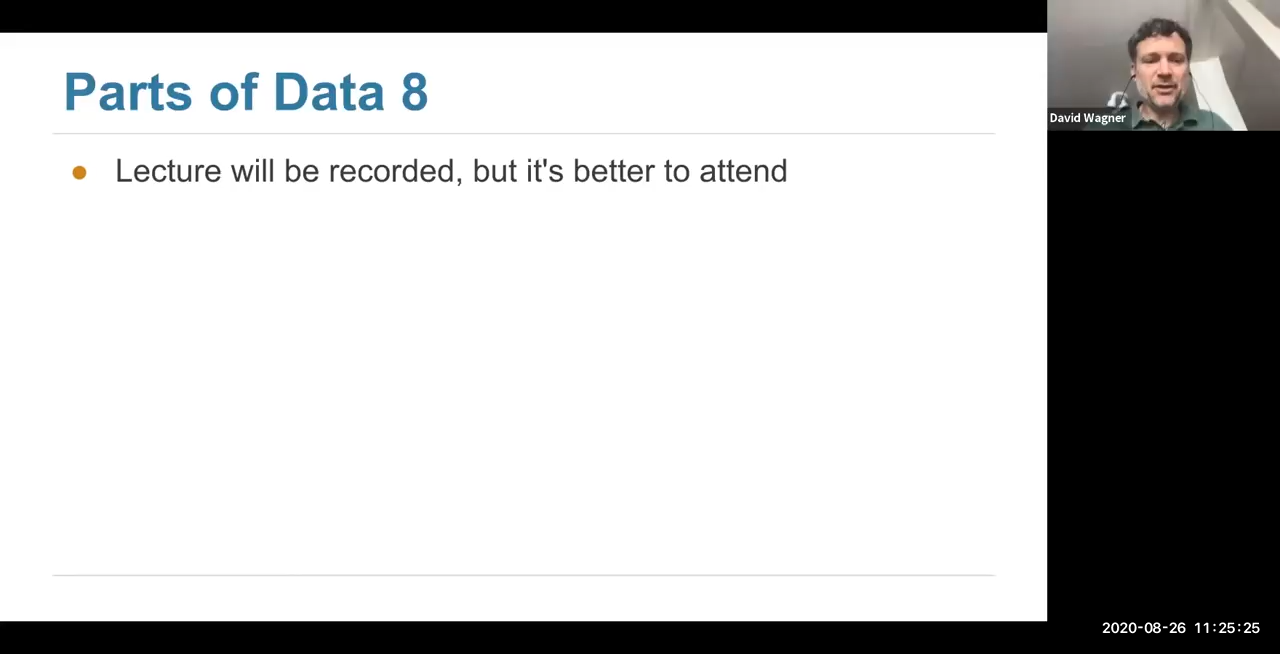 Parts of Data 8
● Lecture will be recorded, but it's better to attend
David Wagner
2020-08-26 11:25:25